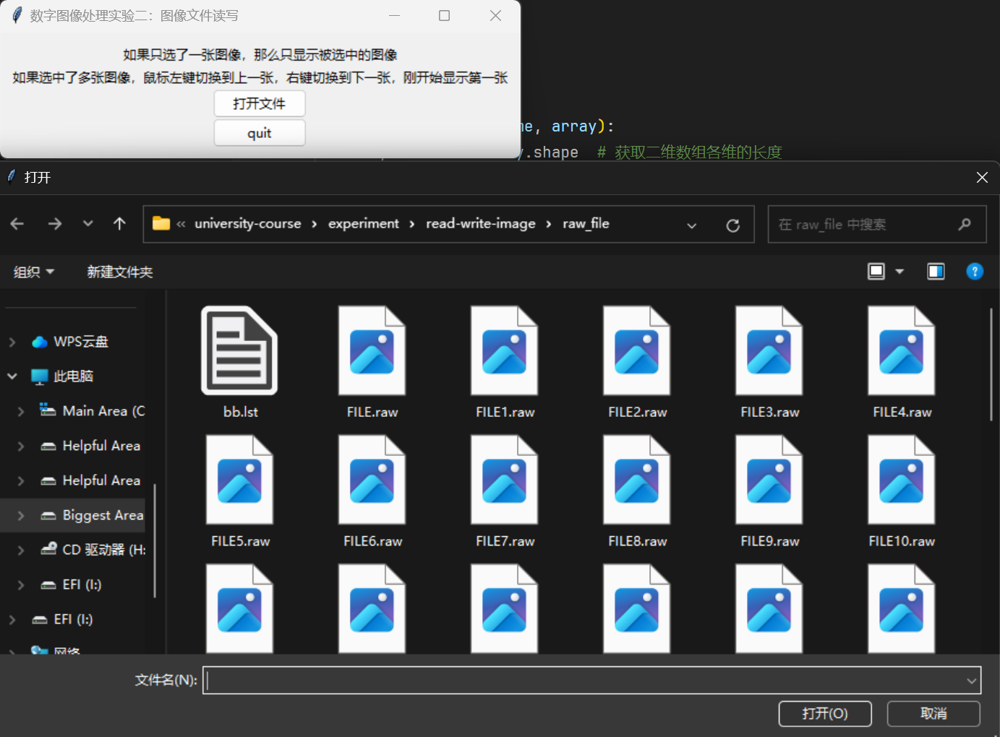 数字图像处理实验二：图像文件读写
如果只选了一张图像，那么只显示被选中的图像
如果选中了多张图像，鼠标左键切换到上一张，右键切换到下一张，刚开始显示第一张
打开文件
quit
, array):
.shape # 获取二维数组各维的长度
打开
« university-course › experiment › read-write-image › raw_file
在 raw_file 中搜索
组织
新建文件夹
WPS云盘
此电脑
Main Area (C
Helpful Area
Helpful Area
Biggest Area
CD 驱动器 (H:
EFI (I:)
EFI (I:)
网络
bb.lst
FILE.raw
FILE1.raw
FILE2.raw
FILE3.raw
FILE4.raw
FILE5.raw
FILE6.raw
FILE7.raw
FILE8.raw
FILE9.raw
FILE10.raw
文件名(N):
打开(O)
取消